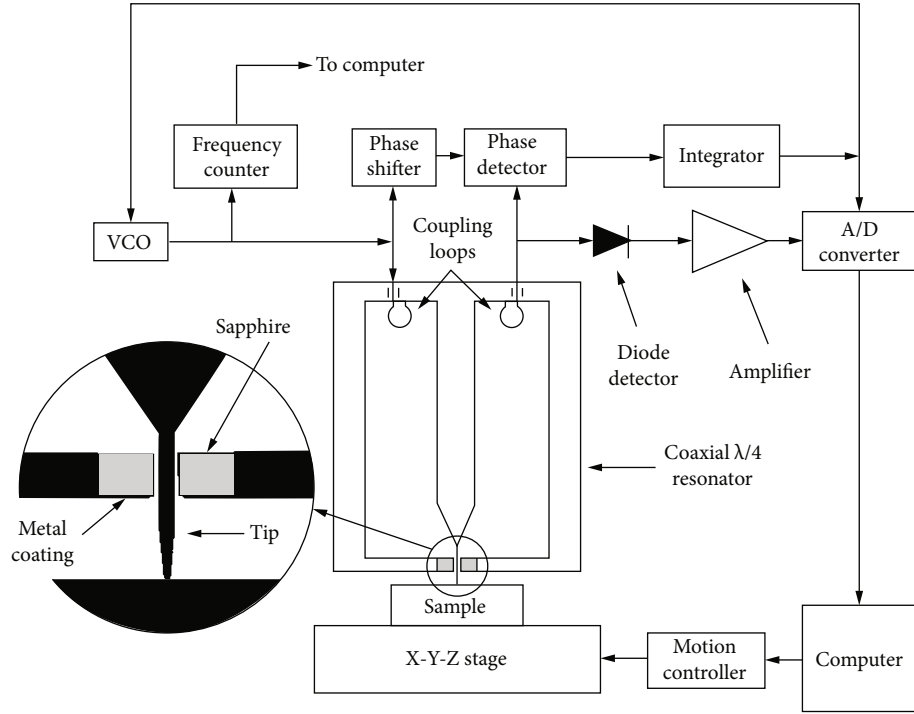 To computer
Frequency
counter
Phase
shifter
Phase
detector
Integrator
VCO
Coupling
loops
A/D
converter
Sapphire
Diode
detector
Amplifier
Coaxial λ/4
resonator
Metal
coating
Tip
Sample
X-Y-Z stage
Motion
controller
Computer